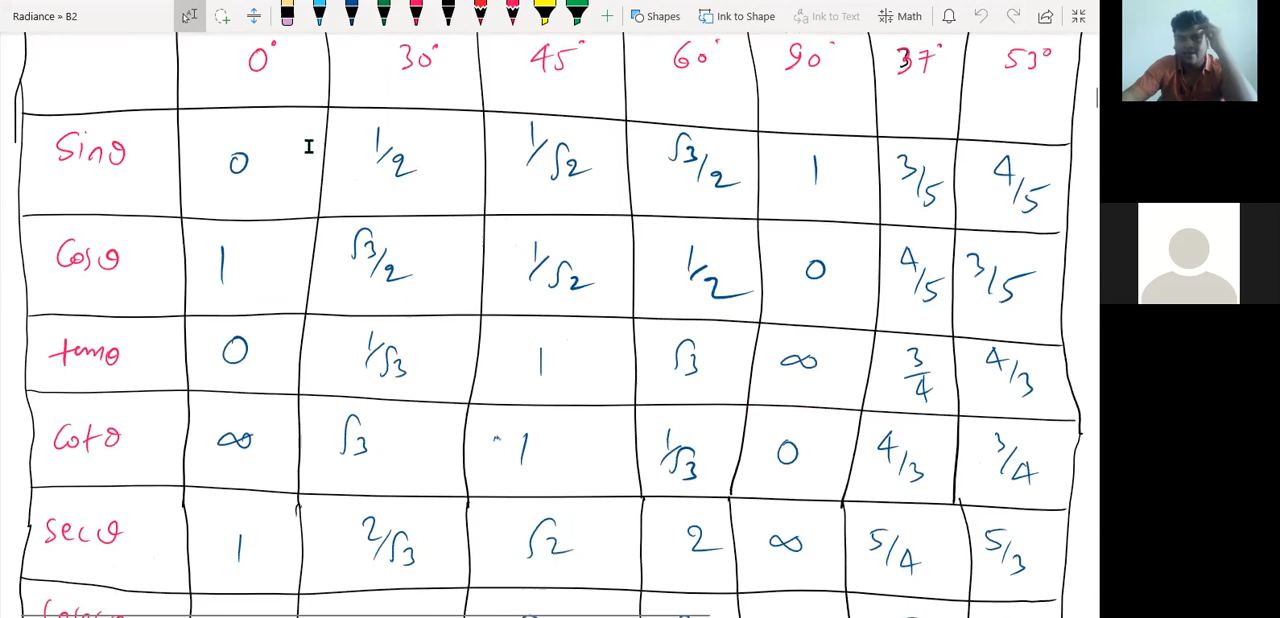 Radiance » B2 Shapes Ink to Shape Ink to Text Math
0° 30° 45° 60° 90° 37° 53°
Sinθ 0 1/2 1/√2 √3/2 1 3/5 4/5
Cosθ 1 √3/2 1/√2 1/2 0 4/5 3/5
tanθ 0 1/√3 1 √3 ∞ 3/4 4/3
Cotθ ∞ √3 1 1/√3 0 4/3 3/4
Secθ 1 2/√3 √2 2 ∞ 5/4 5/3